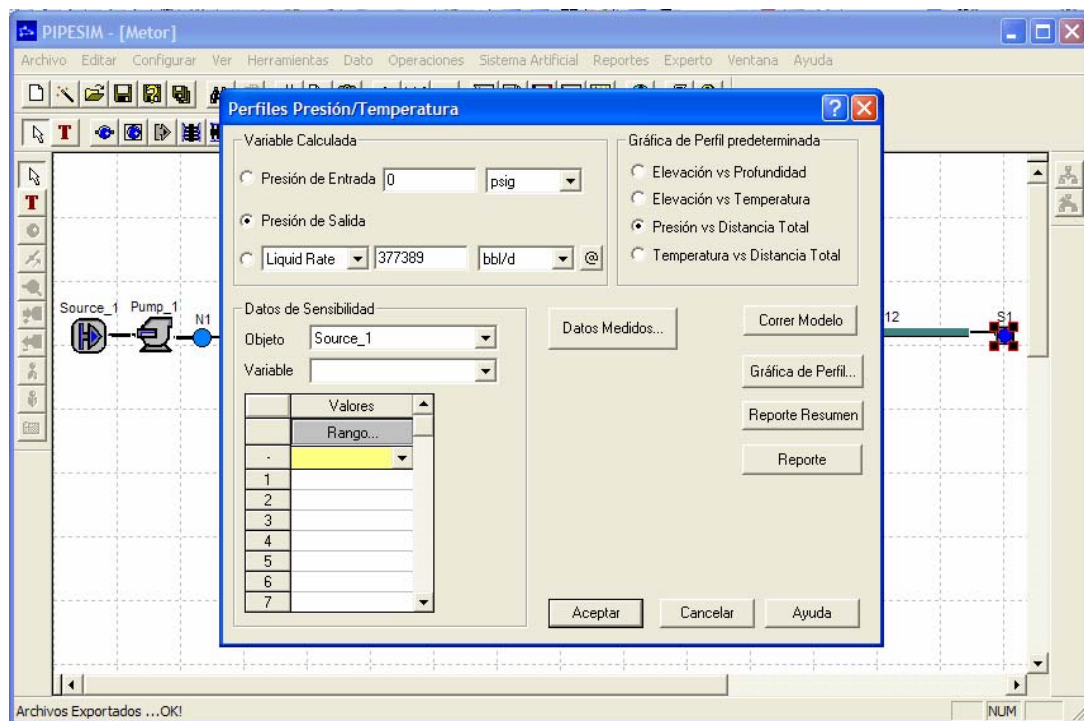 PIPESIM - [Metor]
Archivo Editar Configurar Ver Herramientas Dato Operaciones Sistema Artificial Reportes Experto Ventana Ayuda
Perfiles Presión/Temperatura
T
T
Variable Calculada
Presión de Entrada 0 psig
Presión de Salida
Liquid Rate 377389 bbl/d @
Gráfica de Perfil predeterminada
Elevación vs Profundidad
Elevación vs Temperatura
Presión vs Distancia Total
Temperatura vs Distancia Total
Source_1 Pump_1 N1
12 S1
Datos de Sensibilidad
Objeto Source_1
Variable
Valores
Rango...
1
2
3
4
5
6
7
Datos Medidos...
Correr Modelo
Gráfica de Perfil...
Reporte Resumen
Reporte
Aceptar Cancelar Ayuda
Archivos Exportados ...OK! NUM